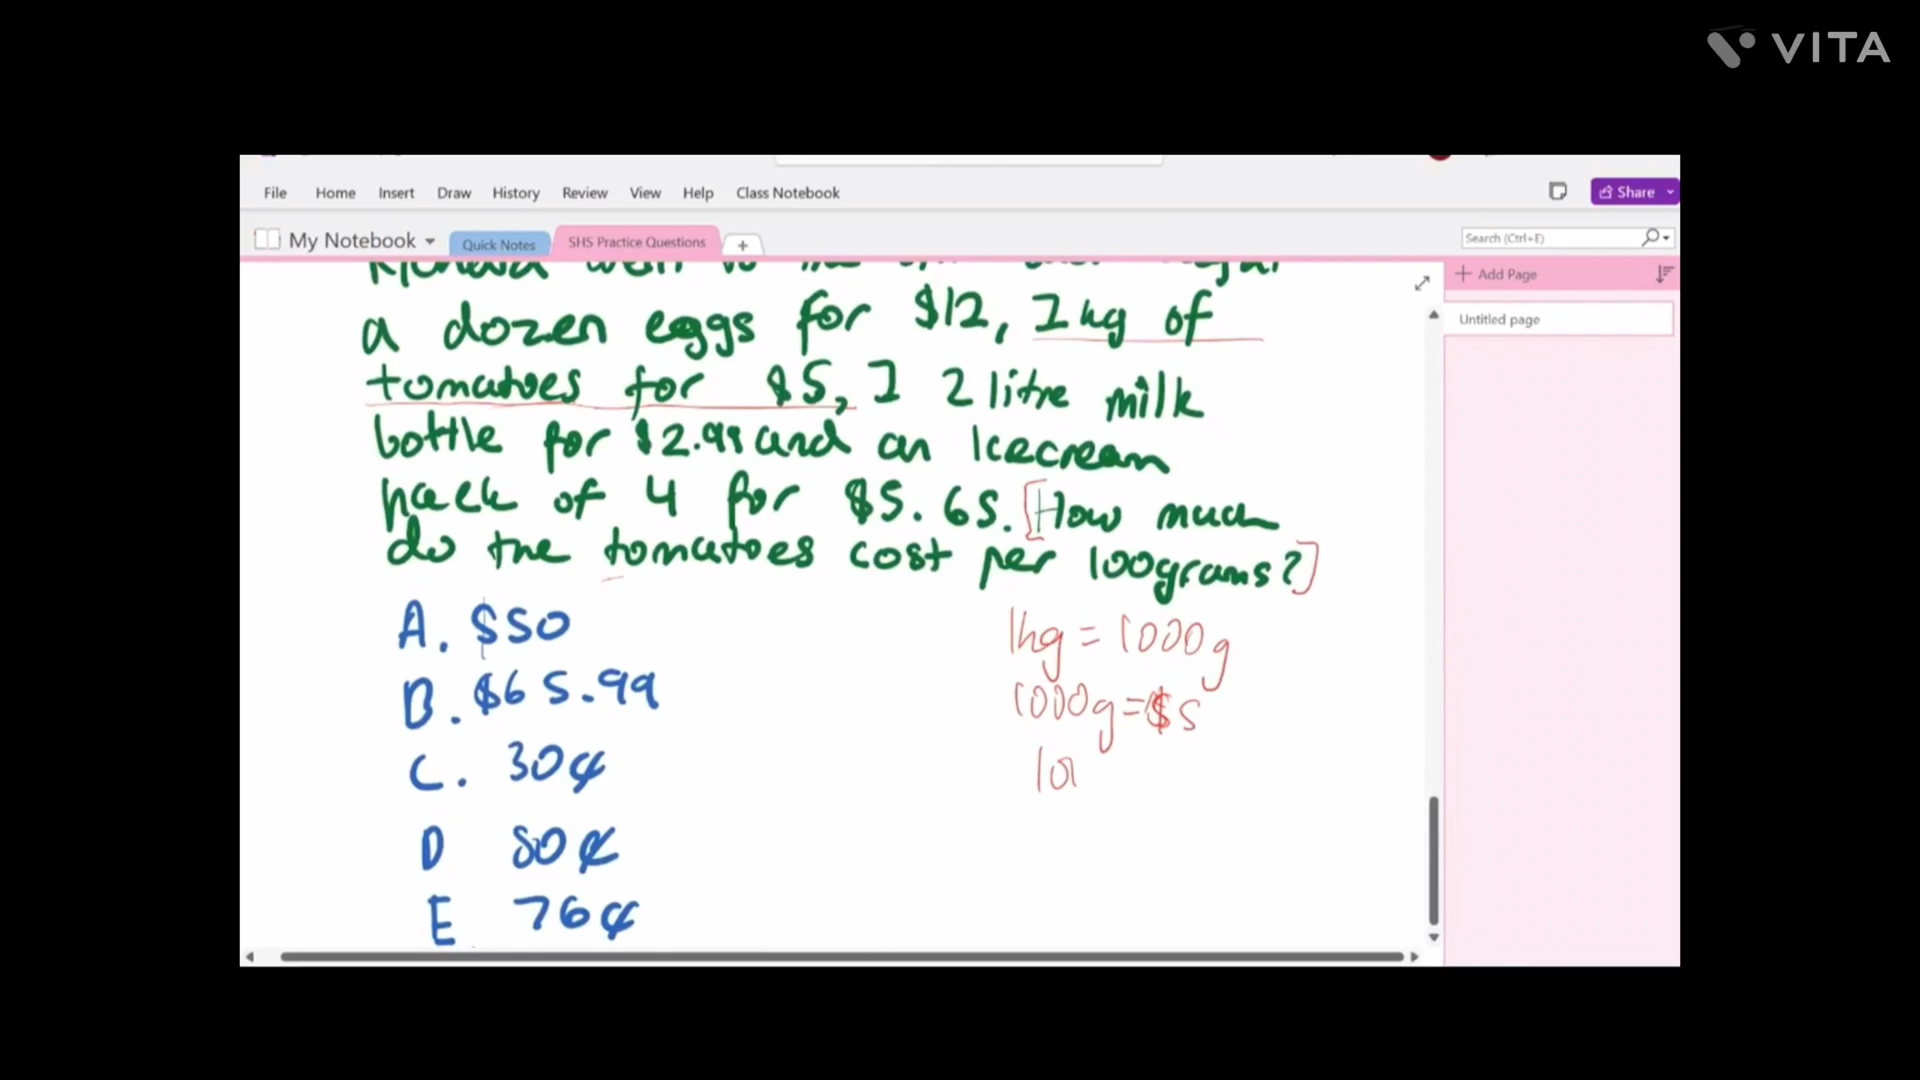 VITA
File Home Insert Draw History Review View Help Class Notebook
Share
My Notebook Quick Notes SHS Practice Questions +
Search (Ctrl+E)
Add Page
Untitled page
a dozen eggs for $12, 1kg of
tomatoes for $5, 1 2 litre milk
bottle for $2.99 and an Icecream
pack of 4 for $5.65. [How much
do the tomatoes cost per 100grams?]
A. $50
B. $65.99
C. 30¢
D 50¢
E 76¢
1kg = 1000g
1000g = $5
100